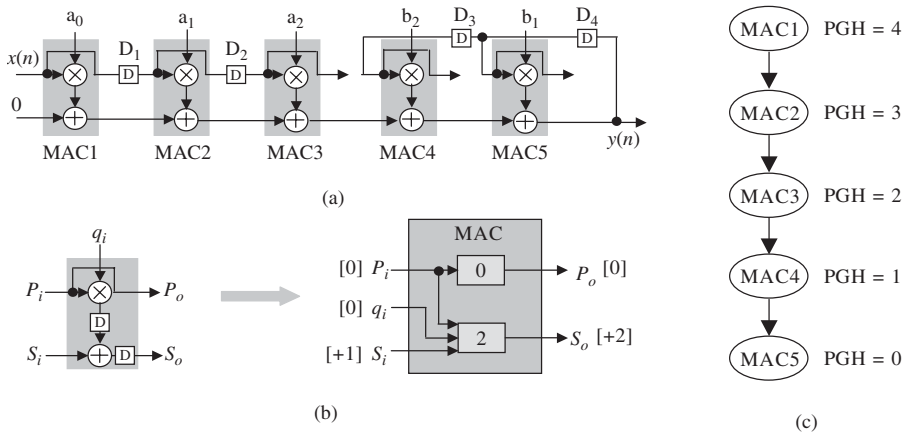 a0 a1 a2 b2 D3 b1 D4
D D
x(n) D1 D2
× D × D × × ×
0 + + + + +
MAC1 MAC2 MAC3 MAC4 MAC5 y(n)
(a)
qi
Pi × Po
D
Si + D So
MAC
[0] Pi 0 Po [0]
[0] qi
2 So [+2]
[+1] Si
(b)
MAC1 PGH = 4
MAC2 PGH = 3
MAC3 PGH = 2
MAC4 PGH = 1
MAC5 PGH = 0
(c)